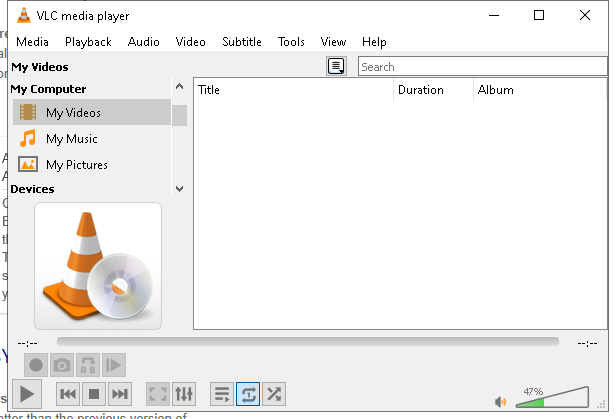 VLC media player
Media Playback Audio Video Subtitle Tools View Help
My Videos
Search
My Computer
Title Duration Album
My Videos
My Music
My Pictures
Devices
--:-- --:--
A B
47%
etter than the previous version of